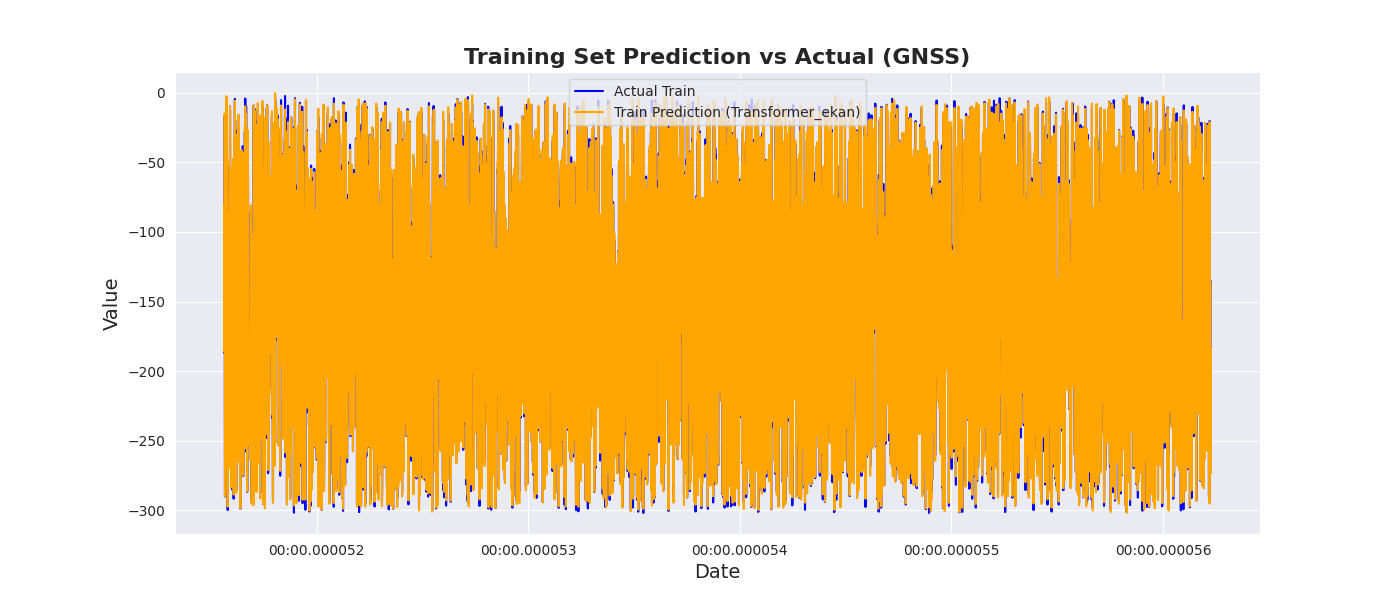 Training Set Prediction vs Actual (GNSS)
Actual Train
Train Prediction (Transformer_ekan)
Value
0
−50
−100
−150
−200
−250
−300
00:00.000052
00:00.000053
00:00.000054
00:00.000055
00:00.000056
Date